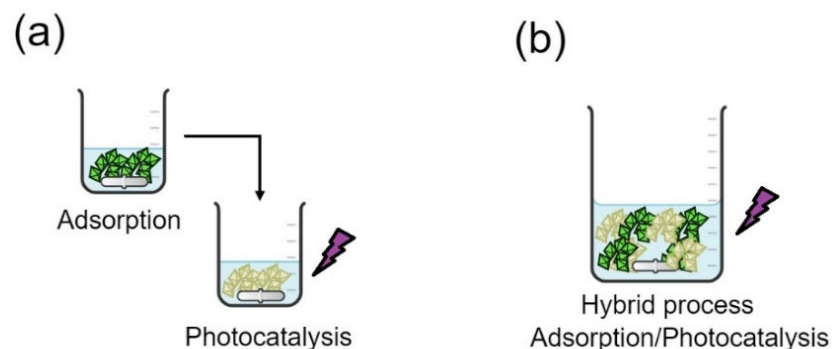 (a)
Adsorption
Photocatalysis
(b)
Hybrid process
Adsorption/Photocatalysis